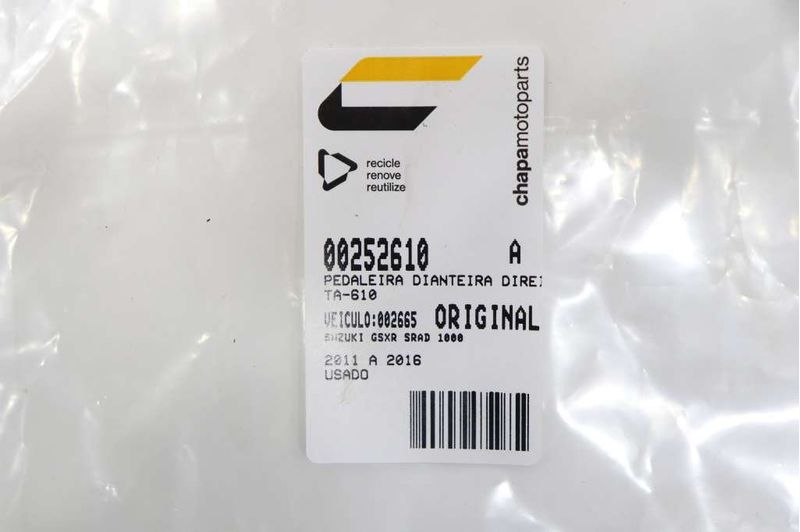 chapamotoparts
recicle
renove
reutilize
00252610 A
PEDALEIRA DIANTEIRA DIREI
TA-610
VEICULO:002665 ORIGINAL
SUZUKI GSXR SRAD 1000
2011 A 2016
USADO